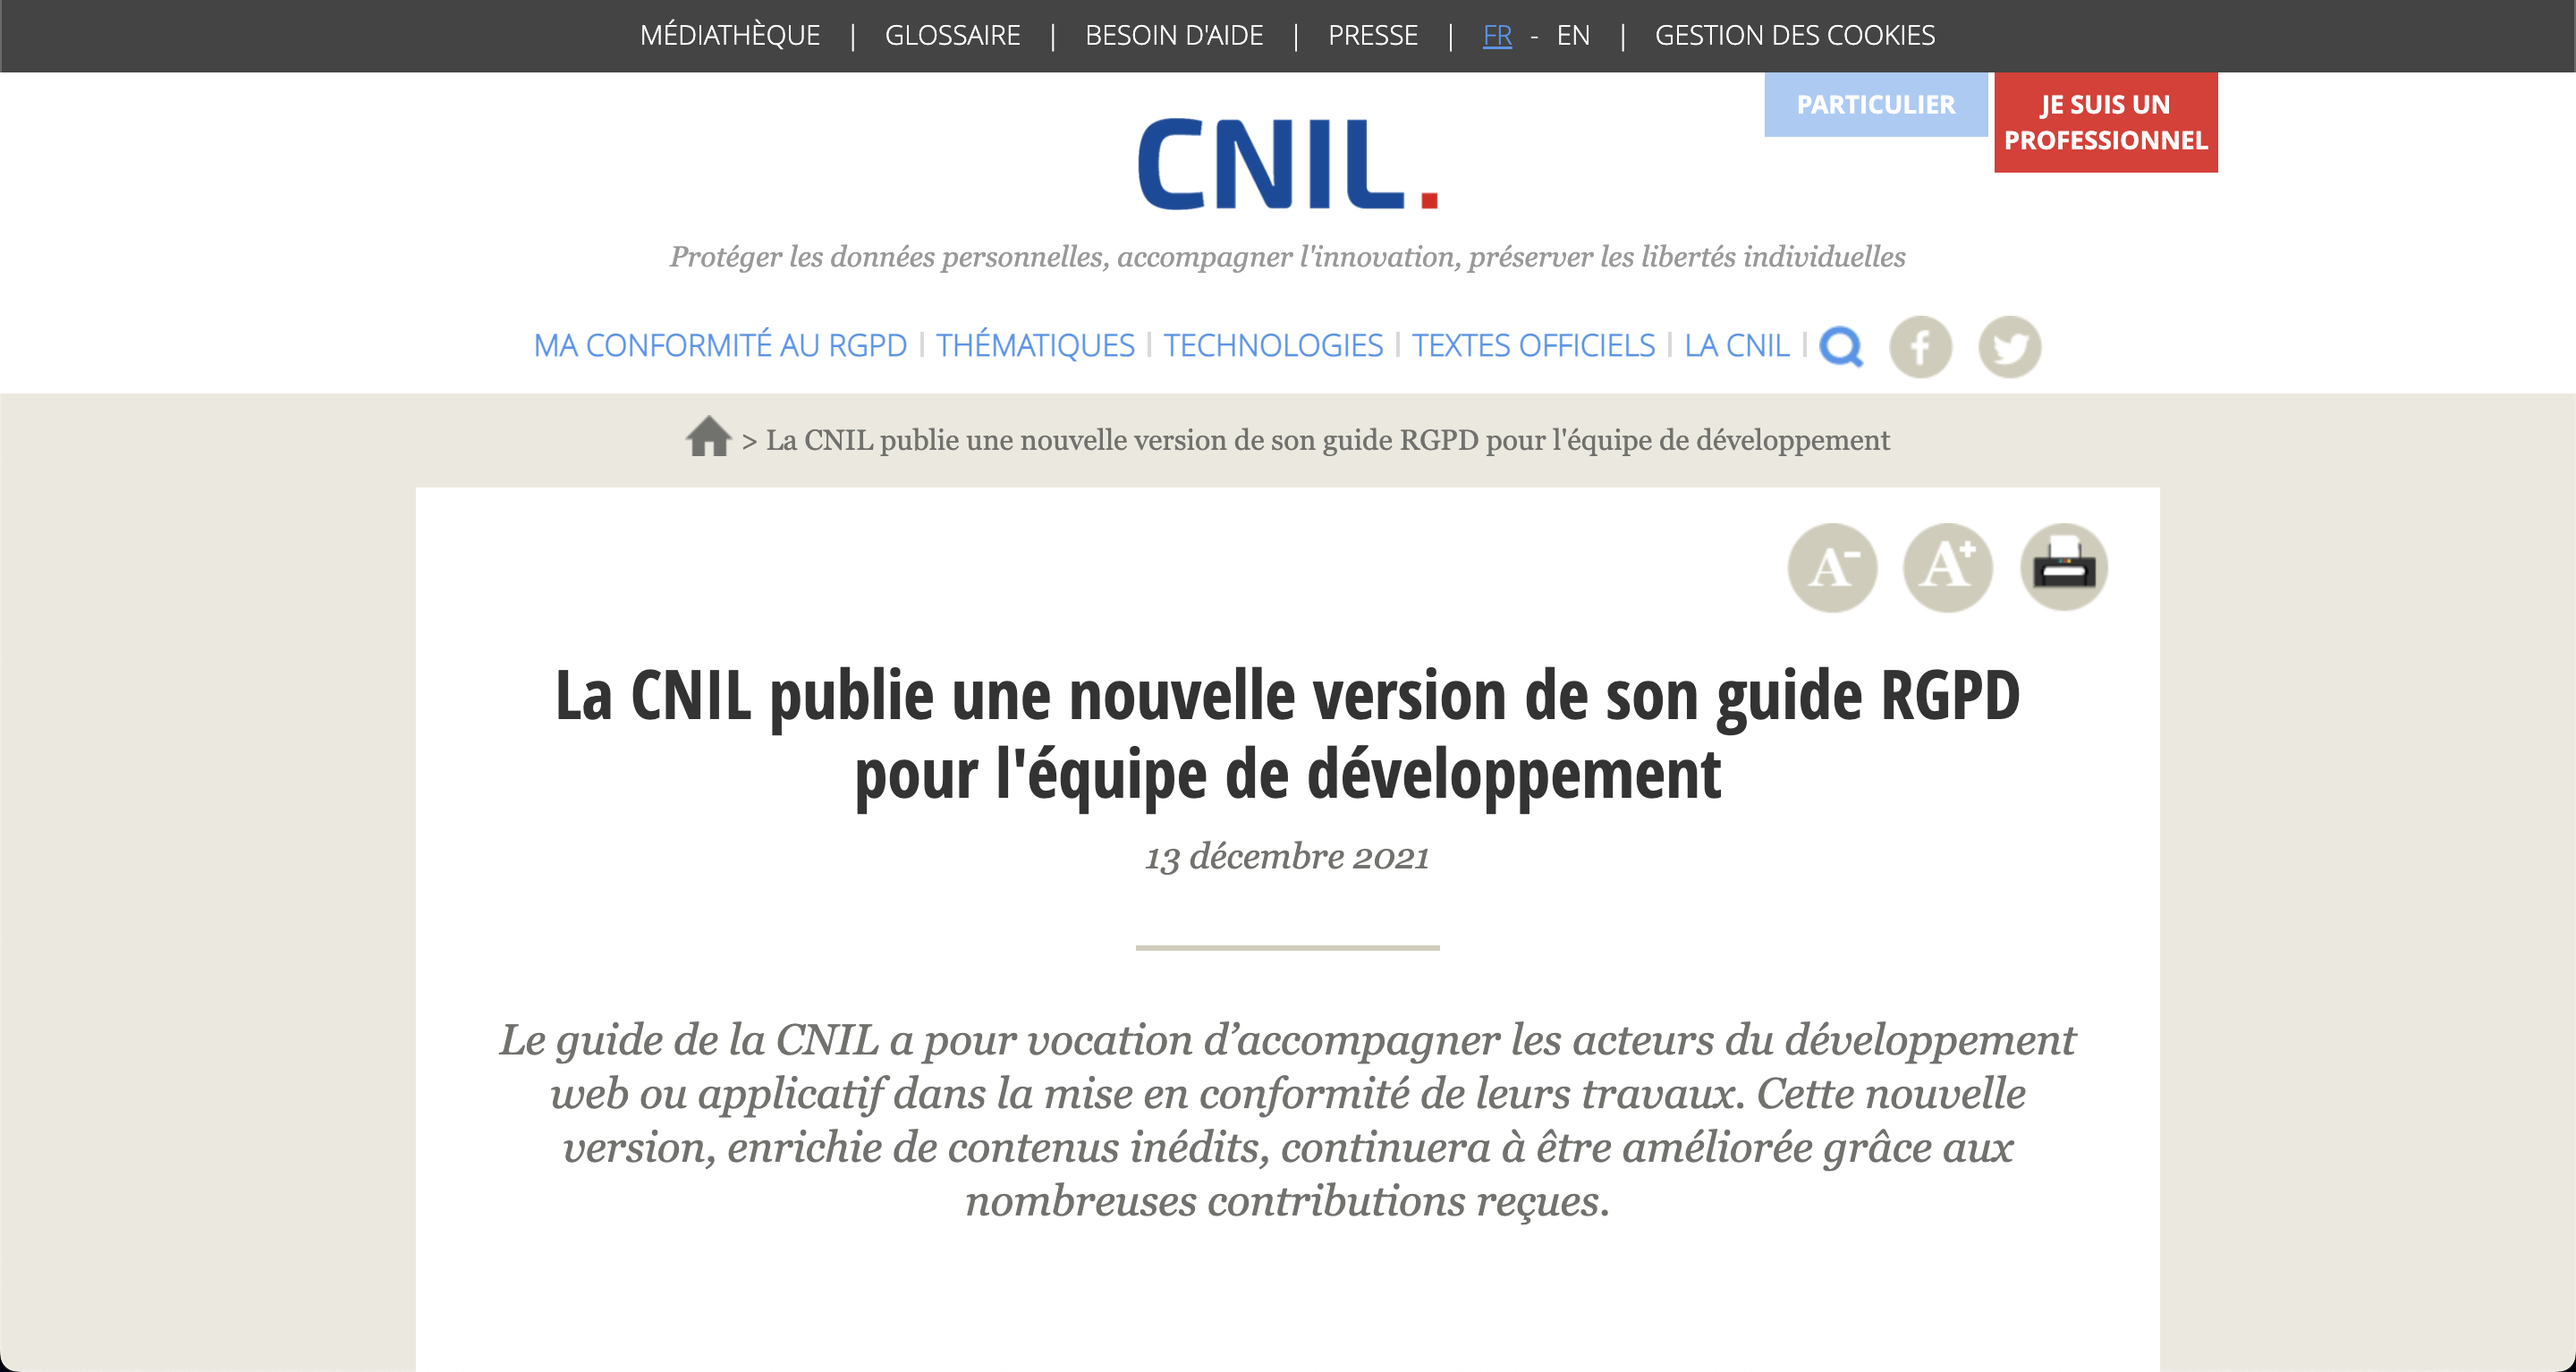 MÉDIATHÈQUE | GLOSSAIRE | BESOIN D'AIDE | PRESSE | FR - EN | GESTION DES COOKIES
PARTICULIER
JE SUIS UN
PROFESSIONNEL
CNIL.
Protéger les données personnelles, accompagner l'innovation, préserver les libertés individuelles
MA CONFORMITÉ AU RGPD | THÉMATIQUES | TECHNOLOGIES | TEXTES OFFICIELS | LA CNIL |
> La CNIL publie une nouvelle version de son guide RGPD pour l'équipe de développement
A- A+
La CNIL publie une nouvelle version de son guide RGPD
pour l'équipe de développement
13 décembre 2021
Le guide de la CNIL a pour vocation d’accompagner les acteurs du développement
web ou applicatif dans la mise en conformité de leurs travaux. Cette nouvelle
version, enrichie de contenus inédits, continuera à être améliorée grâce aux
nombreuses contributions reçues.